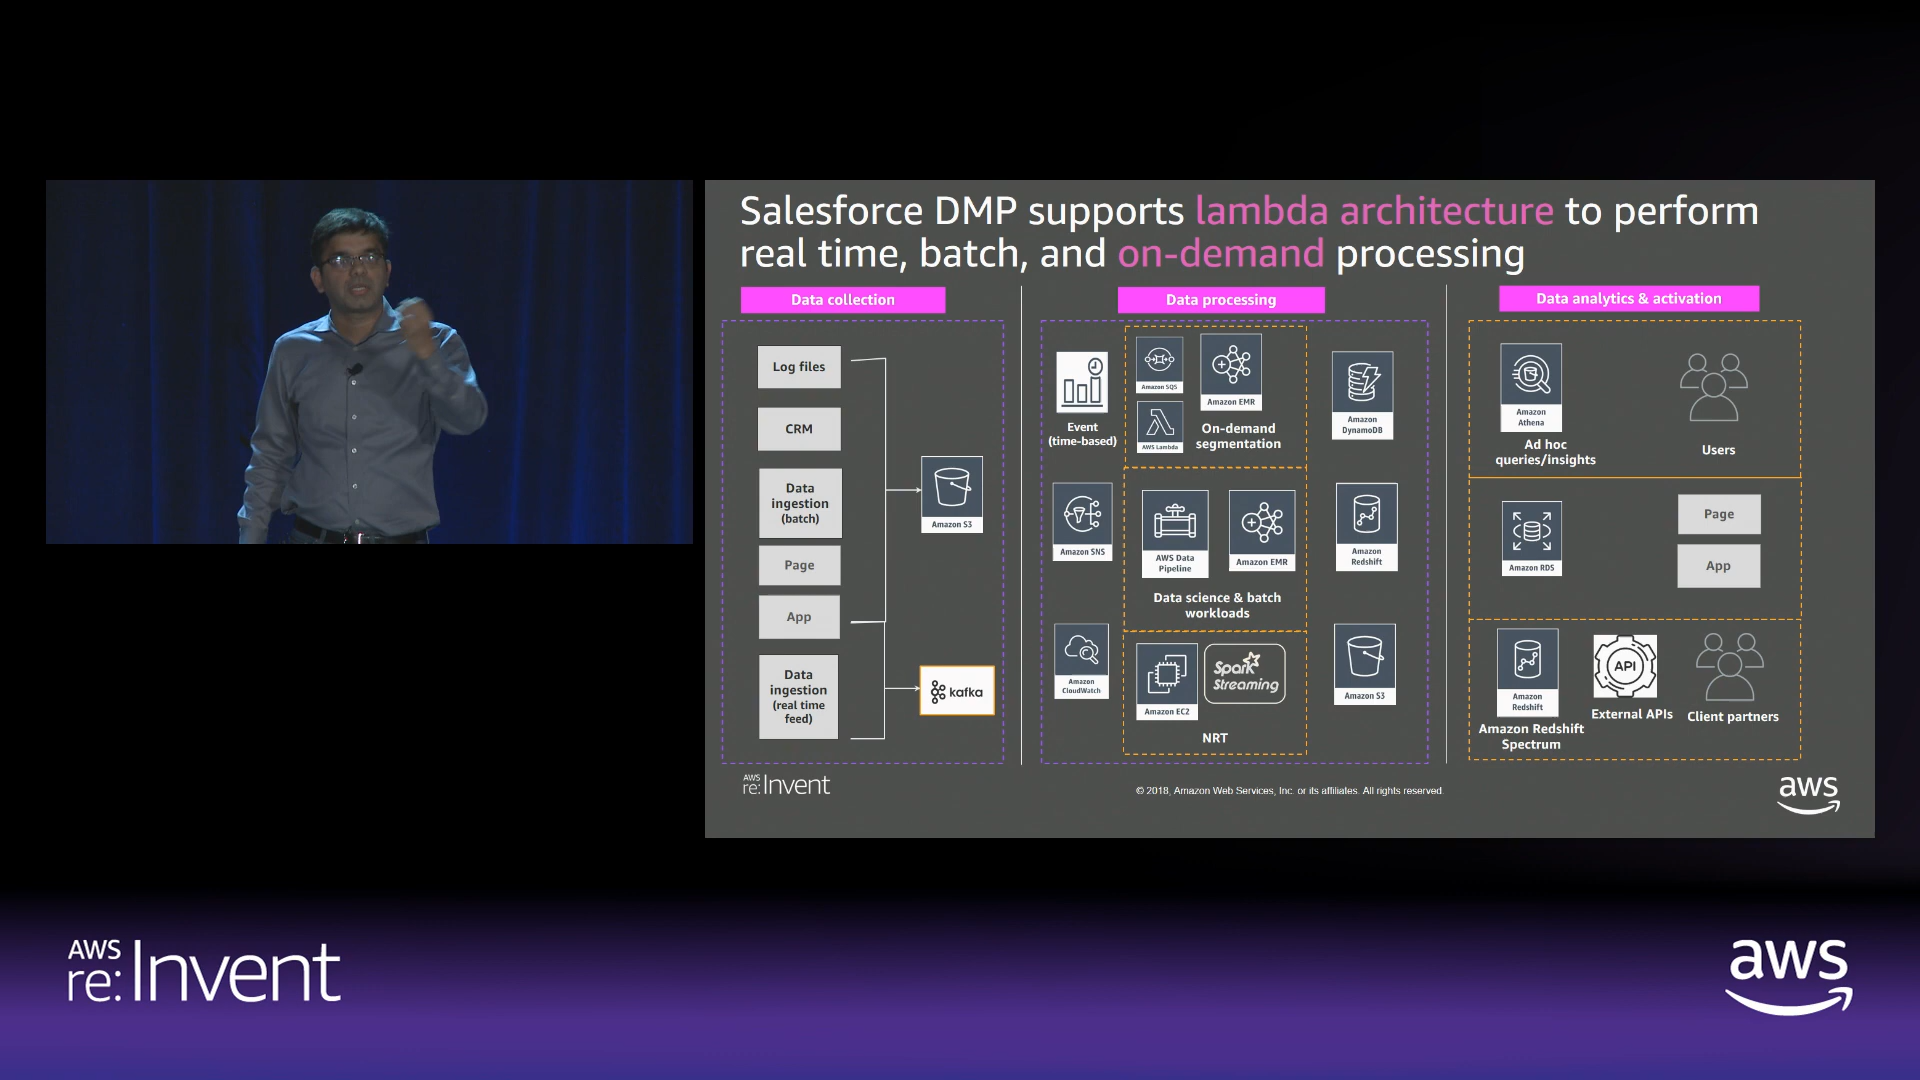 Salesforce DMP supports lambda architecture to perform
real time, batch, and on-demand processing
Data collection
Log files
CRM
Data
ingestion
(batch)
Page
App
Data
ingestion
(real time
feed)
Amazon S3
kafka
Data processing
Event
(time-based)
Amazon SNS
Amazon
CloudWatch
Amazon SQS
AWS Lambda
Amazon EMR
On-demand
segmentation
AWS Data
Pipeline
Amazon EMR
Data science & batch
workloads
Amazon EC2
Spark
Streaming
NRT
Amazon
DynamoDB
Amazon
Redshift
Amazon S3
Data analytics & activation
Amazon
Athena
Ad hoc
queries/insights
Users
Amazon RDS
Page
App
Amazon
Redshift
Amazon Redshift
Spectrum
API
External APIs
Client partners
AWS
re:Invent
© 2018, Amazon Web Services, Inc. or its affiliates. All rights reserved.
aws
AWS
re:Invent
aws